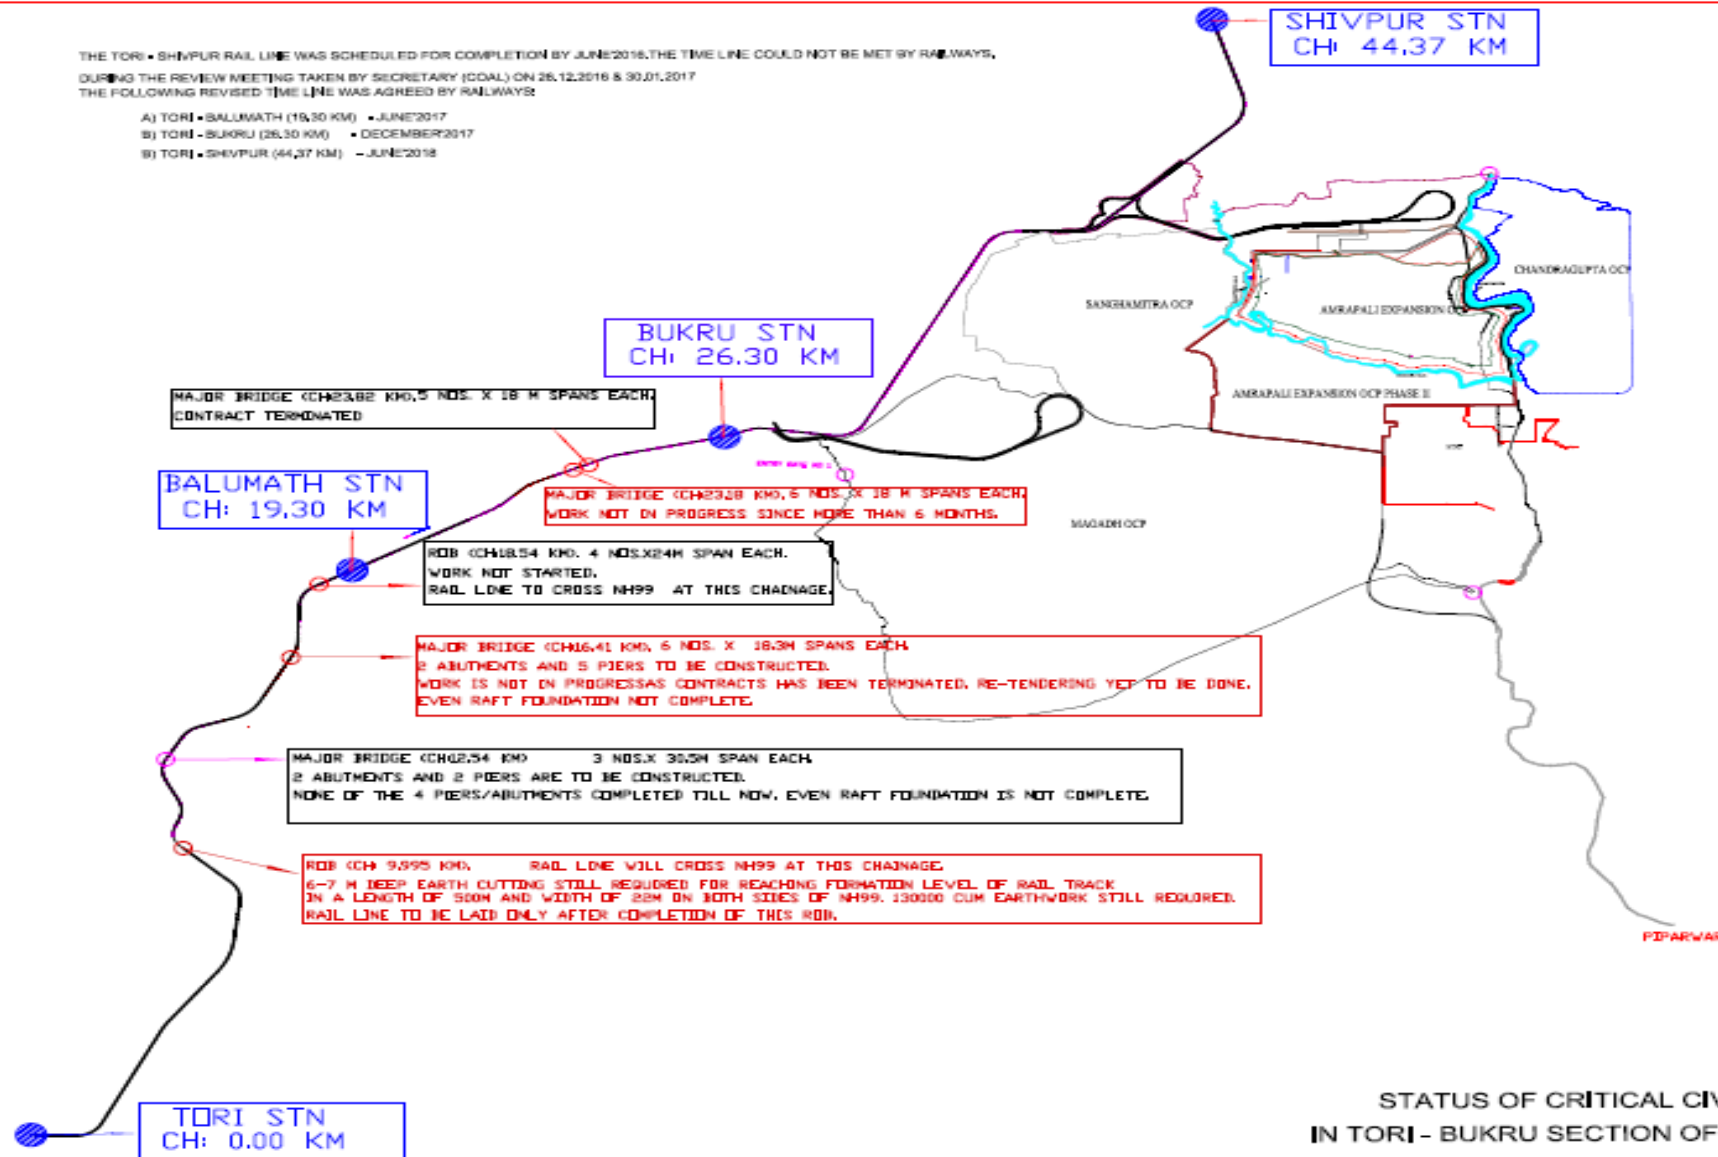 SHIVPUR STN
CH: 44.37 KM
THE TORI - SHIVPUR RAIL LINE WAS SCHEDULED FOR COMPLETION BY JUNE'2016.THE TIME LINE COULD NOT BE MET BY RAILWAYS.
DURING THE REVIEW MEETING TAKEN BY SECRETARY (COAL) ON 26.12.2016 & 30.01.2017
THE FOLLOWING REVISED TIME LINE WAS AGREED BY RAILWAYS:
A) TORI - BALUMATH (19.30 KM) - JUNE'2017
B) TORI - BUKRU (26.30 KM) - DECEMBER'2017
B) TORI - SHIVPUR (44.37 KM) - JUNE'2018
CHANDRAGUPTA OCP
SANGHAMITRA OCP
AMRAPALI EXPANSION
BUKRU STN
CH: 26.30 KM
AMRAPALI EXPANSION OCP PHASE II
MAJOR BRIDGE (CH:23.82 KM),5 NOS. X 18 M SPANS EACH.
CONTRACT TERMINATED
BALUMATH STN
CH: 19.30 KM
MAJOR BRIDGE (CH:23.18 KM), 6 NOS. X 18 M SPANS EACH.
WORK NOT IN PROGRESS SINCE MORE THAN 6 MONTHS.
MAGADH OCP
ROB (CH:18.54 KM). 4 NOS.X24M SPAN EACH.
WORK NOT STARTED.
RAIL LINE TO CROSS NH99 AT THIS CHAINAGE.
MAJOR BRIDGE (CH:16.41 KM), 6 NOS. X 18.3M SPANS EACH.
2 ABUTMENTS AND 5 PIERS TO BE CONSTRUCTED.
WORK IS NOT IN PROGRESSAS CONTRACTS HAS BEEN TERMINATED. RE-TENDERING YET TO BE DONE.
EVEN RAFT FOUNDATION NOT COMPLETE.
MAJOR BRIDGE (CH:12.54 KM) 3 NOS.X 30.5M SPAN EACH.
2 ABUTMENTS AND 2 PIERS ARE TO BE CONSTRUCTED.
NONE OF THE 4 PIERS/ABUTMENTS COMPLETED TILL NOW. EVEN RAFT FOUNDATION IS NOT COMPLETE.
ROB (CH: 9.995 KM). RAIL LINE WILL CROSS NH99 AT THIS CHAINAGE.
6-7 M DEEP EARTH CUTTING STILL REQUIRED FOR REACHING FORMATION LEVEL OF RAIL TRACK
IN A LENGTH OF 500M AND WIDTH OF 22M ON BOTH SIDES OF NH99. 130000 CUM EARTHWORK STILL REQUIRED.
RAIL LINE TO BE LAID ONLY AFTER COMPLETION OF THIS ROB.
PIPARWAR
TORI STN
CH: 0.00 KM
STATUS OF CRITICAL CIV
IN TORI - BUKRU SECTION OF